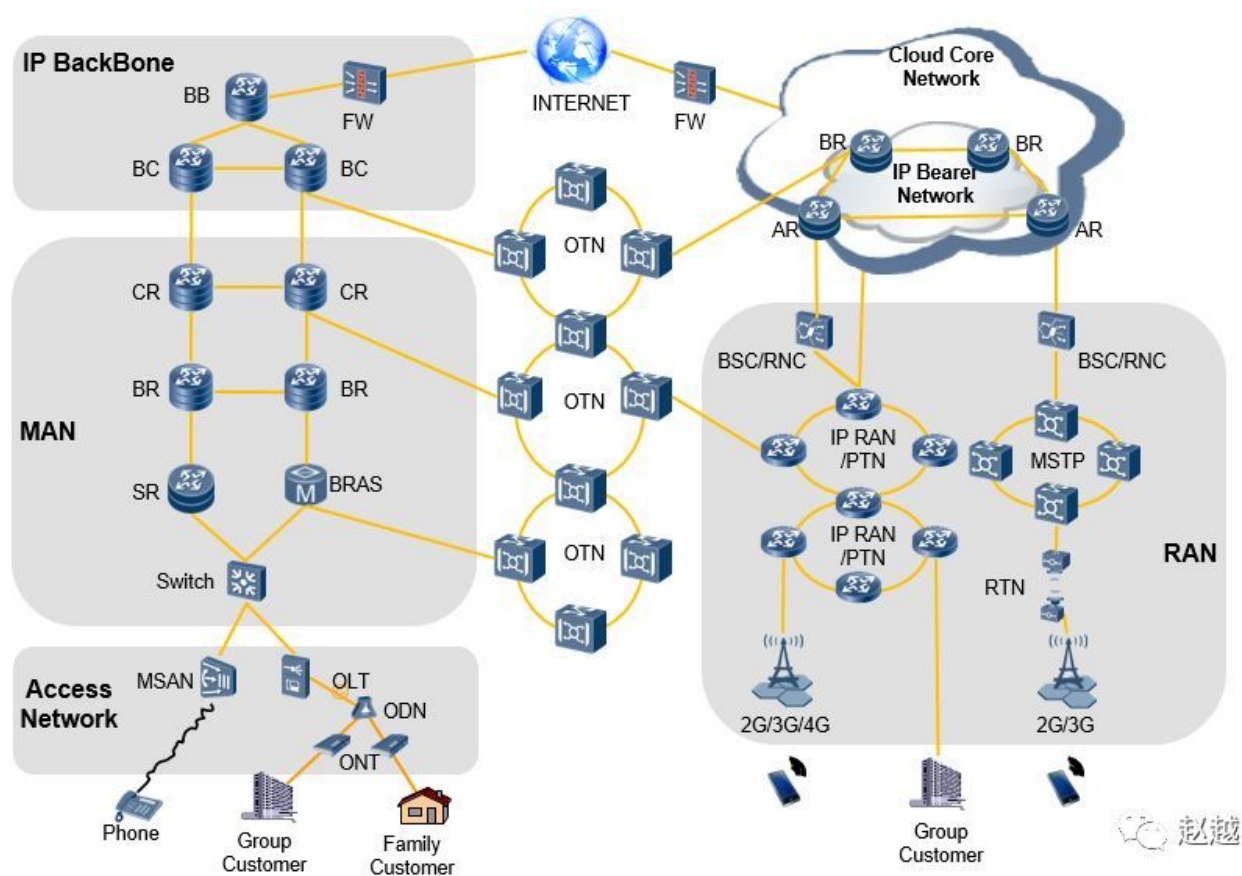 IP BackBone
BB
FW
BC
BC
INTERNET
FW
Cloud Core
Network
BR
BR
IP Bearer
Network
AR
AR
OTN
MAN
CR
CR
BR
BR
SR
BRAS
M
Switch
OTN
OTN
BSC/RNC
BSC/RNC
IP RAN
/PTN
MSTP
IP RAN
/PTN
RAN
RTN
2G/3G/4G
2G/3G
Access
Network
MSAN
OLT
ODN
ONT
Phone
Group
Customer
Family
Customer
Group
Customer
赵越